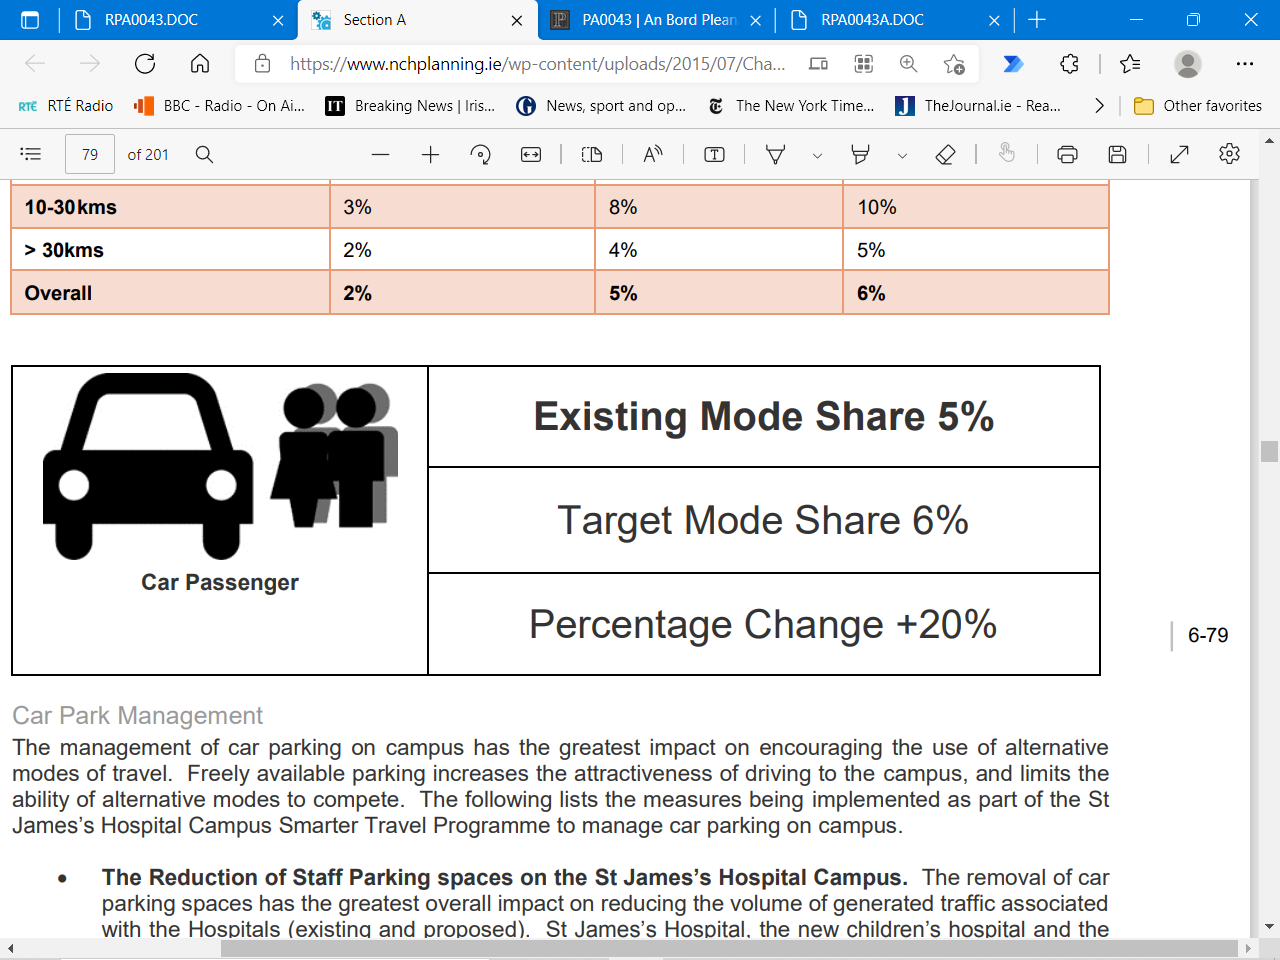 RPA0043.DOC
Section A
PA0043 | An Bord Plean
RPA0043A.DOC
https://www.nchplanning.ie/wp-content/uploads/2015/07/Cha...
RTÉ RTÉ Radio
BBC - Radio - On Ai...
IT Breaking News | Iris...
G News, sport and op...
The New York Time...
J TheJournal.ie - Rea...
Other favorites
79 of 201
10-30kms 3% 8% 10%
> 30kms 2% 4% 5%
Overall 2% 5% 6%
Existing Mode Share 5%
Target Mode Share 6%
Car Passenger
Percentage Change +20%
6-79
Car Park Management
The management of car parking on campus has the greatest impact on encouraging the use of alternative
modes of travel. Freely available parking increases the attractiveness of driving to the campus, and limits the
ability of alternative modes to compete. The following lists the measures being implemented as part of the St
James’s Hospital Campus Smarter Travel Programme to manage car parking on campus.
• The Reduction of Staff Parking spaces on the St James’s Hospital Campus. The removal of car
parking spaces has the greatest overall impact on reducing the volume of generated traffic associated
with the Hospitals (existing and proposed). St James’s Hospital, the new children’s hospital and the